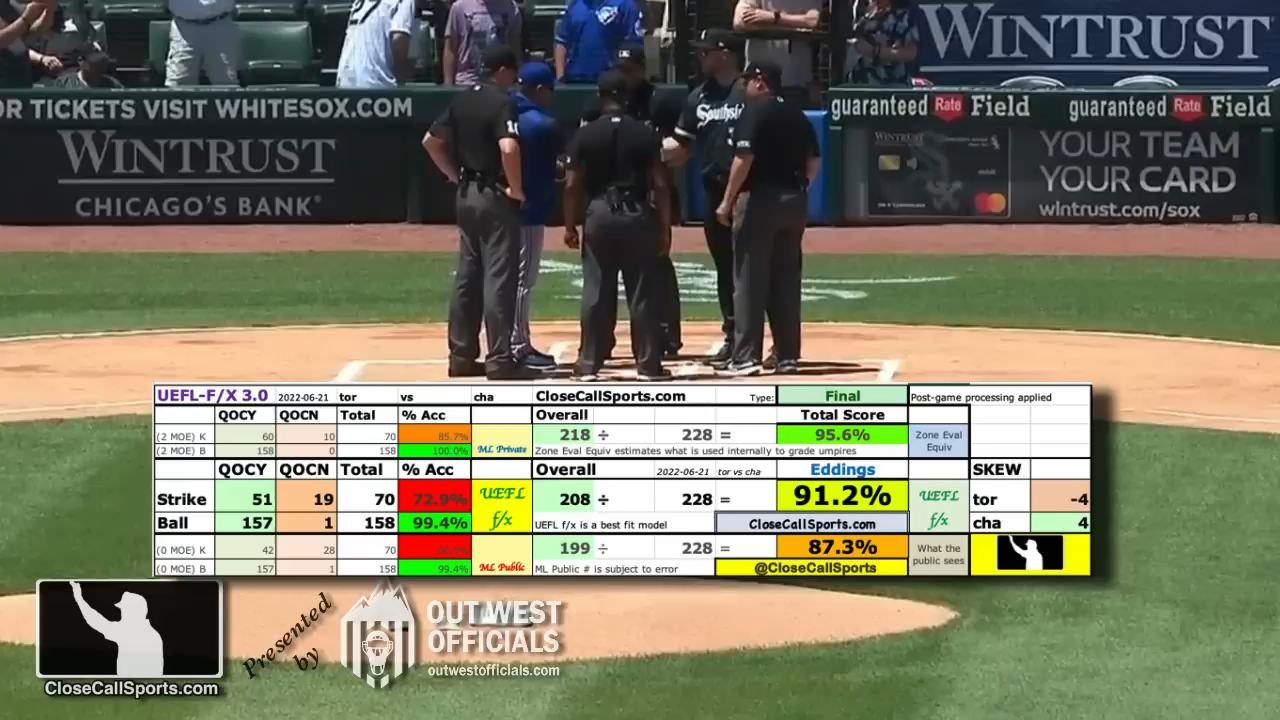 27
WINTRUST
OR TICKETS VISIT WHITESOX.COM
guaranteed Rate Field
guaranteed Rate Field
WINTRUST
CHICAGO'S BANK
Southside
WINTRUST
YOUR TEAM
YOUR CARD
wintrust.com/sox
UEFL-F/X 3.0 2022-06-21 tor vs cha CloseCallSports.com Type: Final Post-game processing applied
QOCY QOCN Total % Acc Overall Total Score
(2 MOE) K 60 10 70 85.7% 218 ÷ 228 = 95.6% Zone Eval
(2 MOE) B 158 0 158 100.0% ML Private Zone Eval Equiv estimates what is used internally to grade umpires Equiv
QOCY QOCN Total % Acc Overall 2022-06-21 tor vs cha Eddings SKEW
Strike 51 19 70 72.9% UEFL 208 ÷ 228 = 91.2% UEFL tor -4
Ball 157 1 158 99.4% f/x UEFL f/x is a best fit model CloseCallSports.com f/x cha 4
(0 MOE) K 42 28 70 199 ÷ 228 = 87.3% What the
(0 MOE) B 157 1 158 99.4% ML Public ML Public # is subject to error @CloseCallSports public sees
CloseCallSports.com
Presented
by
OUT WEST
OFFICIALS
outwestofficials.com